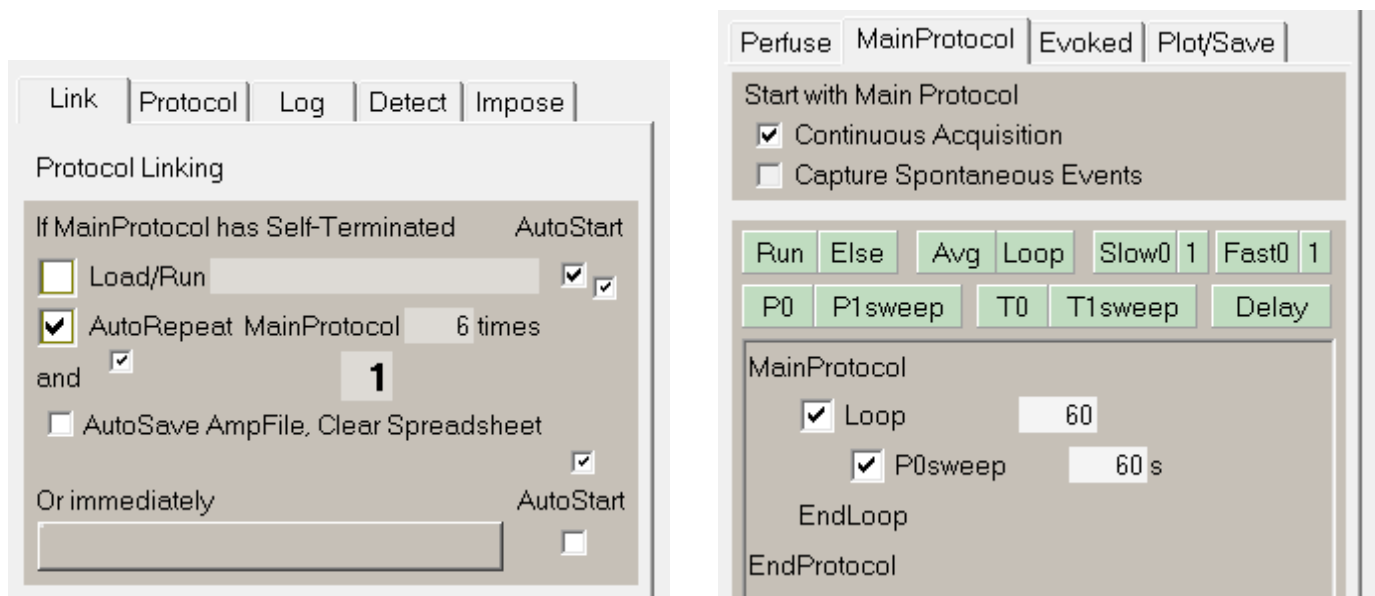 Link Protocol Log Detect Impose
Protocol Linking
If MainProtocol has Self-Terminated AutoStart
Load/Run
AutoRepeat MainProtocol 6 times
and 1
AutoSave AmpFile, Clear Spreadsheet
Or immediately AutoStart
Perfuse MainProtocol Evoked Plot/Save
Start with Main Protocol
Continuous Acquisition
Capture Spontaneous Events
Run Else Avg Loop Slow0 1 Fast0 1
P0 P1sweep T0 T1sweep Delay
MainProtocol
Loop 60
P0sweep 60 s
EndLoop
EndProtocol